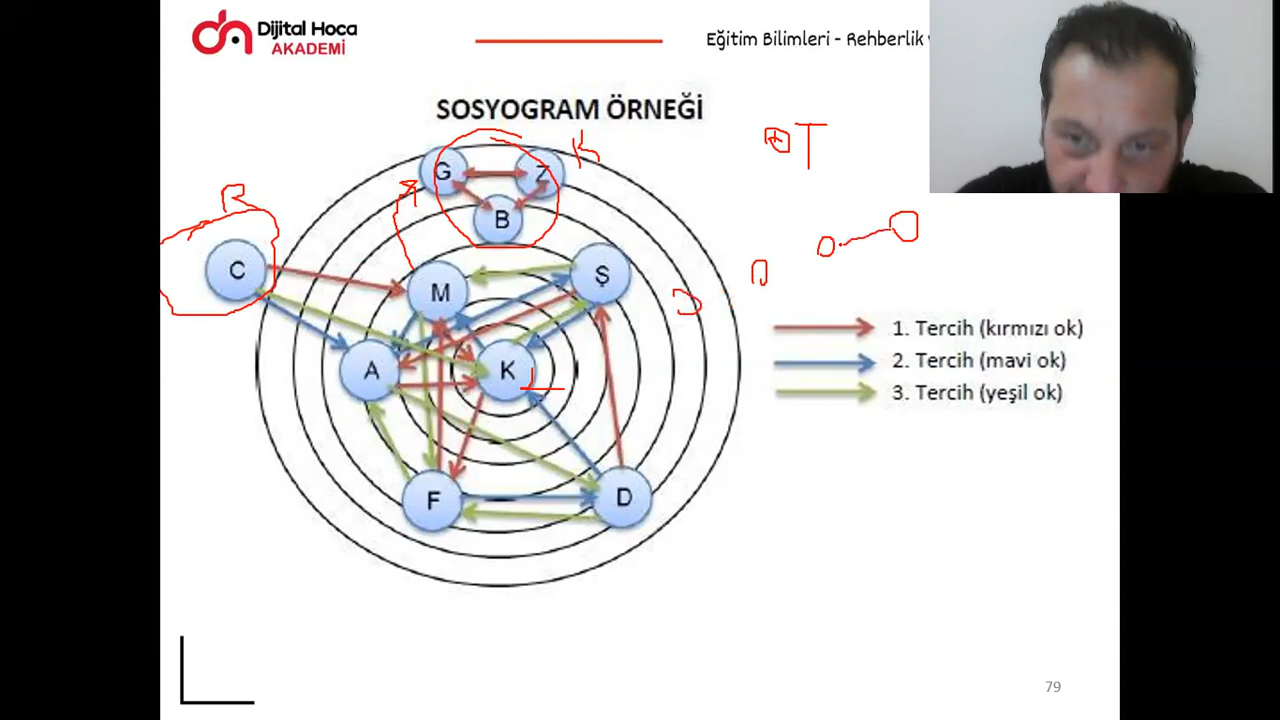 Dijital Hoca
AKADEMİ
Eğitim Bilimleri - Rehberlik
SOSYOGRAM ÖRNEĞİ
G
Z
B
C
M
Ş
A
K
F
D
R
K
T
1. Tercih (kırmızı ok)
2. Tercih (mavi ok)
3. Tercih (yeşil ok)
79